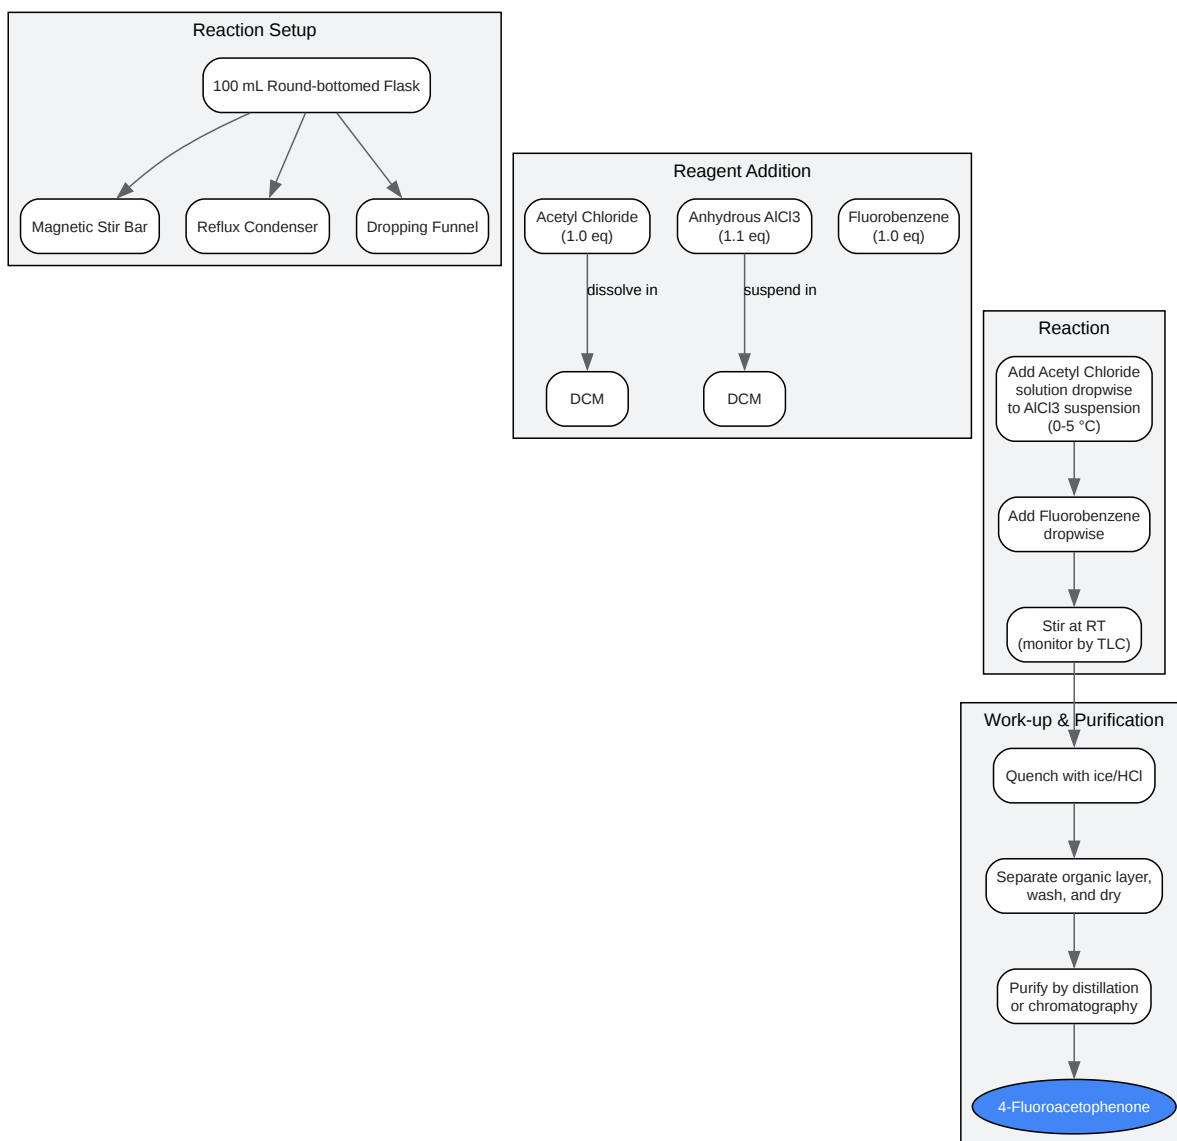 Reaction Setup
100 mL Round-bottomed Flask
Magnetic Stir Bar
Reflux Condenser
Dropping Funnel
Reagent Addition
Acetyl Chloride
(1.0 eq)
Anhydrous AlCl3
(1.1 eq)
Fluorobenzene
(1.0 eq)
dissolve in
suspend in
DCM
DCM
Reaction
Add Acetyl Chloride
solution dropwise
to AlCl3 suspension
(0-5 °C)
Add Fluorobenzene
dropwise
Stir at RT
(monitor by TLC)
Work-up & Purification
Quench with ice/HCl
Separate organic layer,
wash, and dry
Purify by distillation
or chromatography
4-Fluoroacetophenone